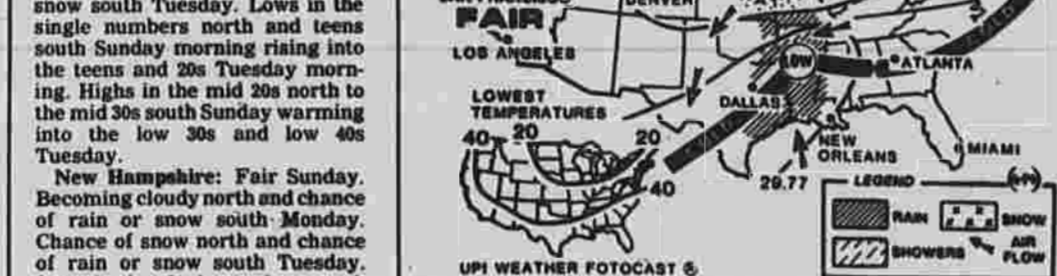 snow south Tuesday. Lows in the
single numbers north and teens
south Sunday morning rising into
the teens and 20s Tuesday morn-
ing. Highs in the mid 20s north to
the mid 30s south Sunday warming
into the low 30s and low 40s
Tuesday.
New Hampshire: Fair Sunday.
Becoming cloudy north and chance
of rain or snow south Monday.
Chance of snow north and chance
of rain or snow south Tuesday.
SAN FRANCISCO
DENVER
FAIR
LOS ANGELES
LOW
ATLANTA
DALLAS
LOWEST
TEMPERATURES
40
20
20
40
NEW
ORLEANS
MIAMI
29.77
LEGEND
RAIN
SNOW
SHOWERS
AIR
FLOW
UPI WEATHER FOTOCAST ®